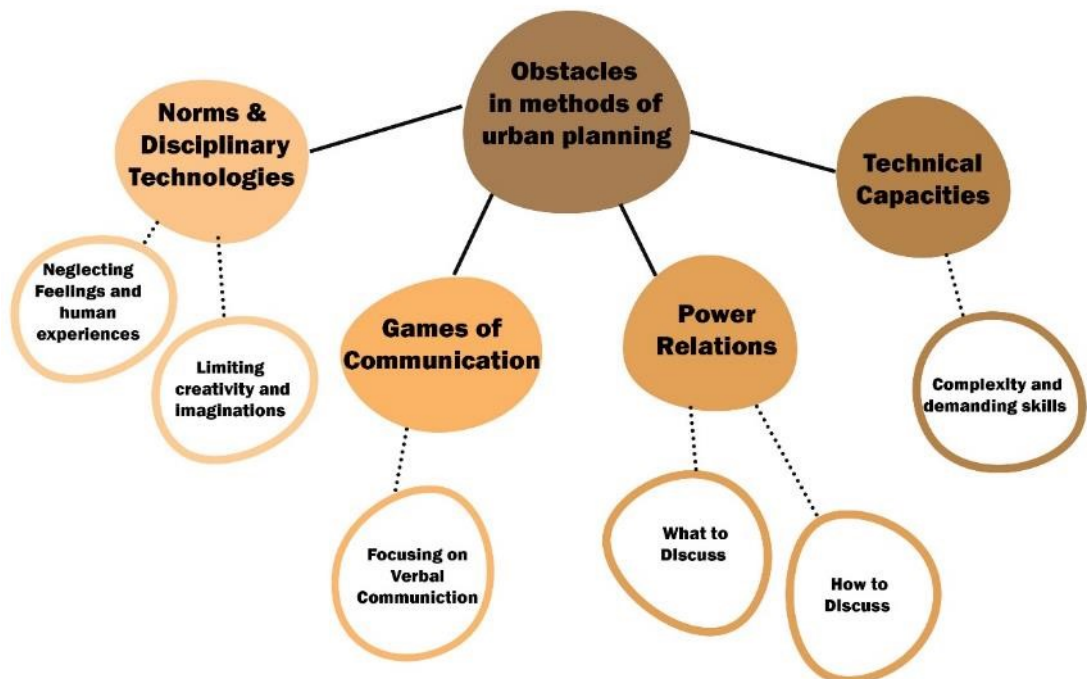 Obstacles
in methods of
urban planning
Norms &
Disciplinary
Technologies
Technical
Capacities
Neglecting
Feelings and
human
experiences
Limiting
creativity and
imaginations
Games of
Communication
Power
Relations
Complexity and
demanding skills
Focusing on
Verbal
Communiction
What to
Discuss
How to
Discuss